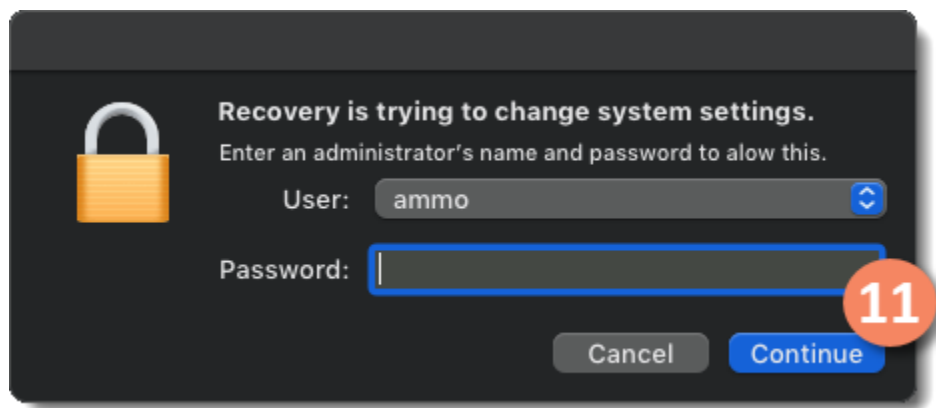 Recovery is trying to change system settings.
Enter an administrator's name and password to alow this.
User: ammo
Password:
11
Cancel Continue